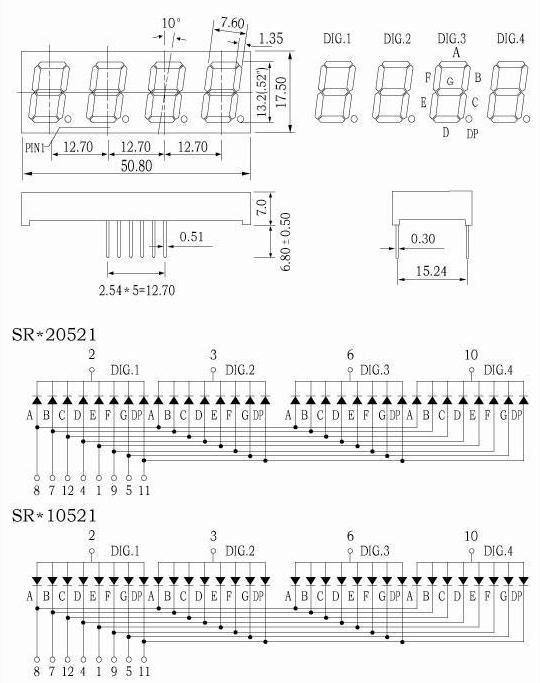 10° 7.60
1.35
DIG.1 DIG.2 DIG.3 DIG.4
A
F G B
E C
D DP
13.2(.52")
17.50
PIN1 12.70 12.70 12.70
50.80
7.0
6.80±0.50
0.51
2.54*5=12.70
0.30
15.24
SR*20521
2 DIG.1 3 DIG.2 6 DIG.3 10 DIG.4
A B C D E F G DP A B C D E F G DP A B C D E F G DP A B C D E F G DP
8 7 12 4 1 9 5 11
SR*10521
2 DIG.1 3 DIG.2 6 DIG.3 10 DIG.4
A B C D E F G DP A B C D E F G DP A B C D E F G DP A B C D E F G DP
8 7 12 4 1 9 5 11